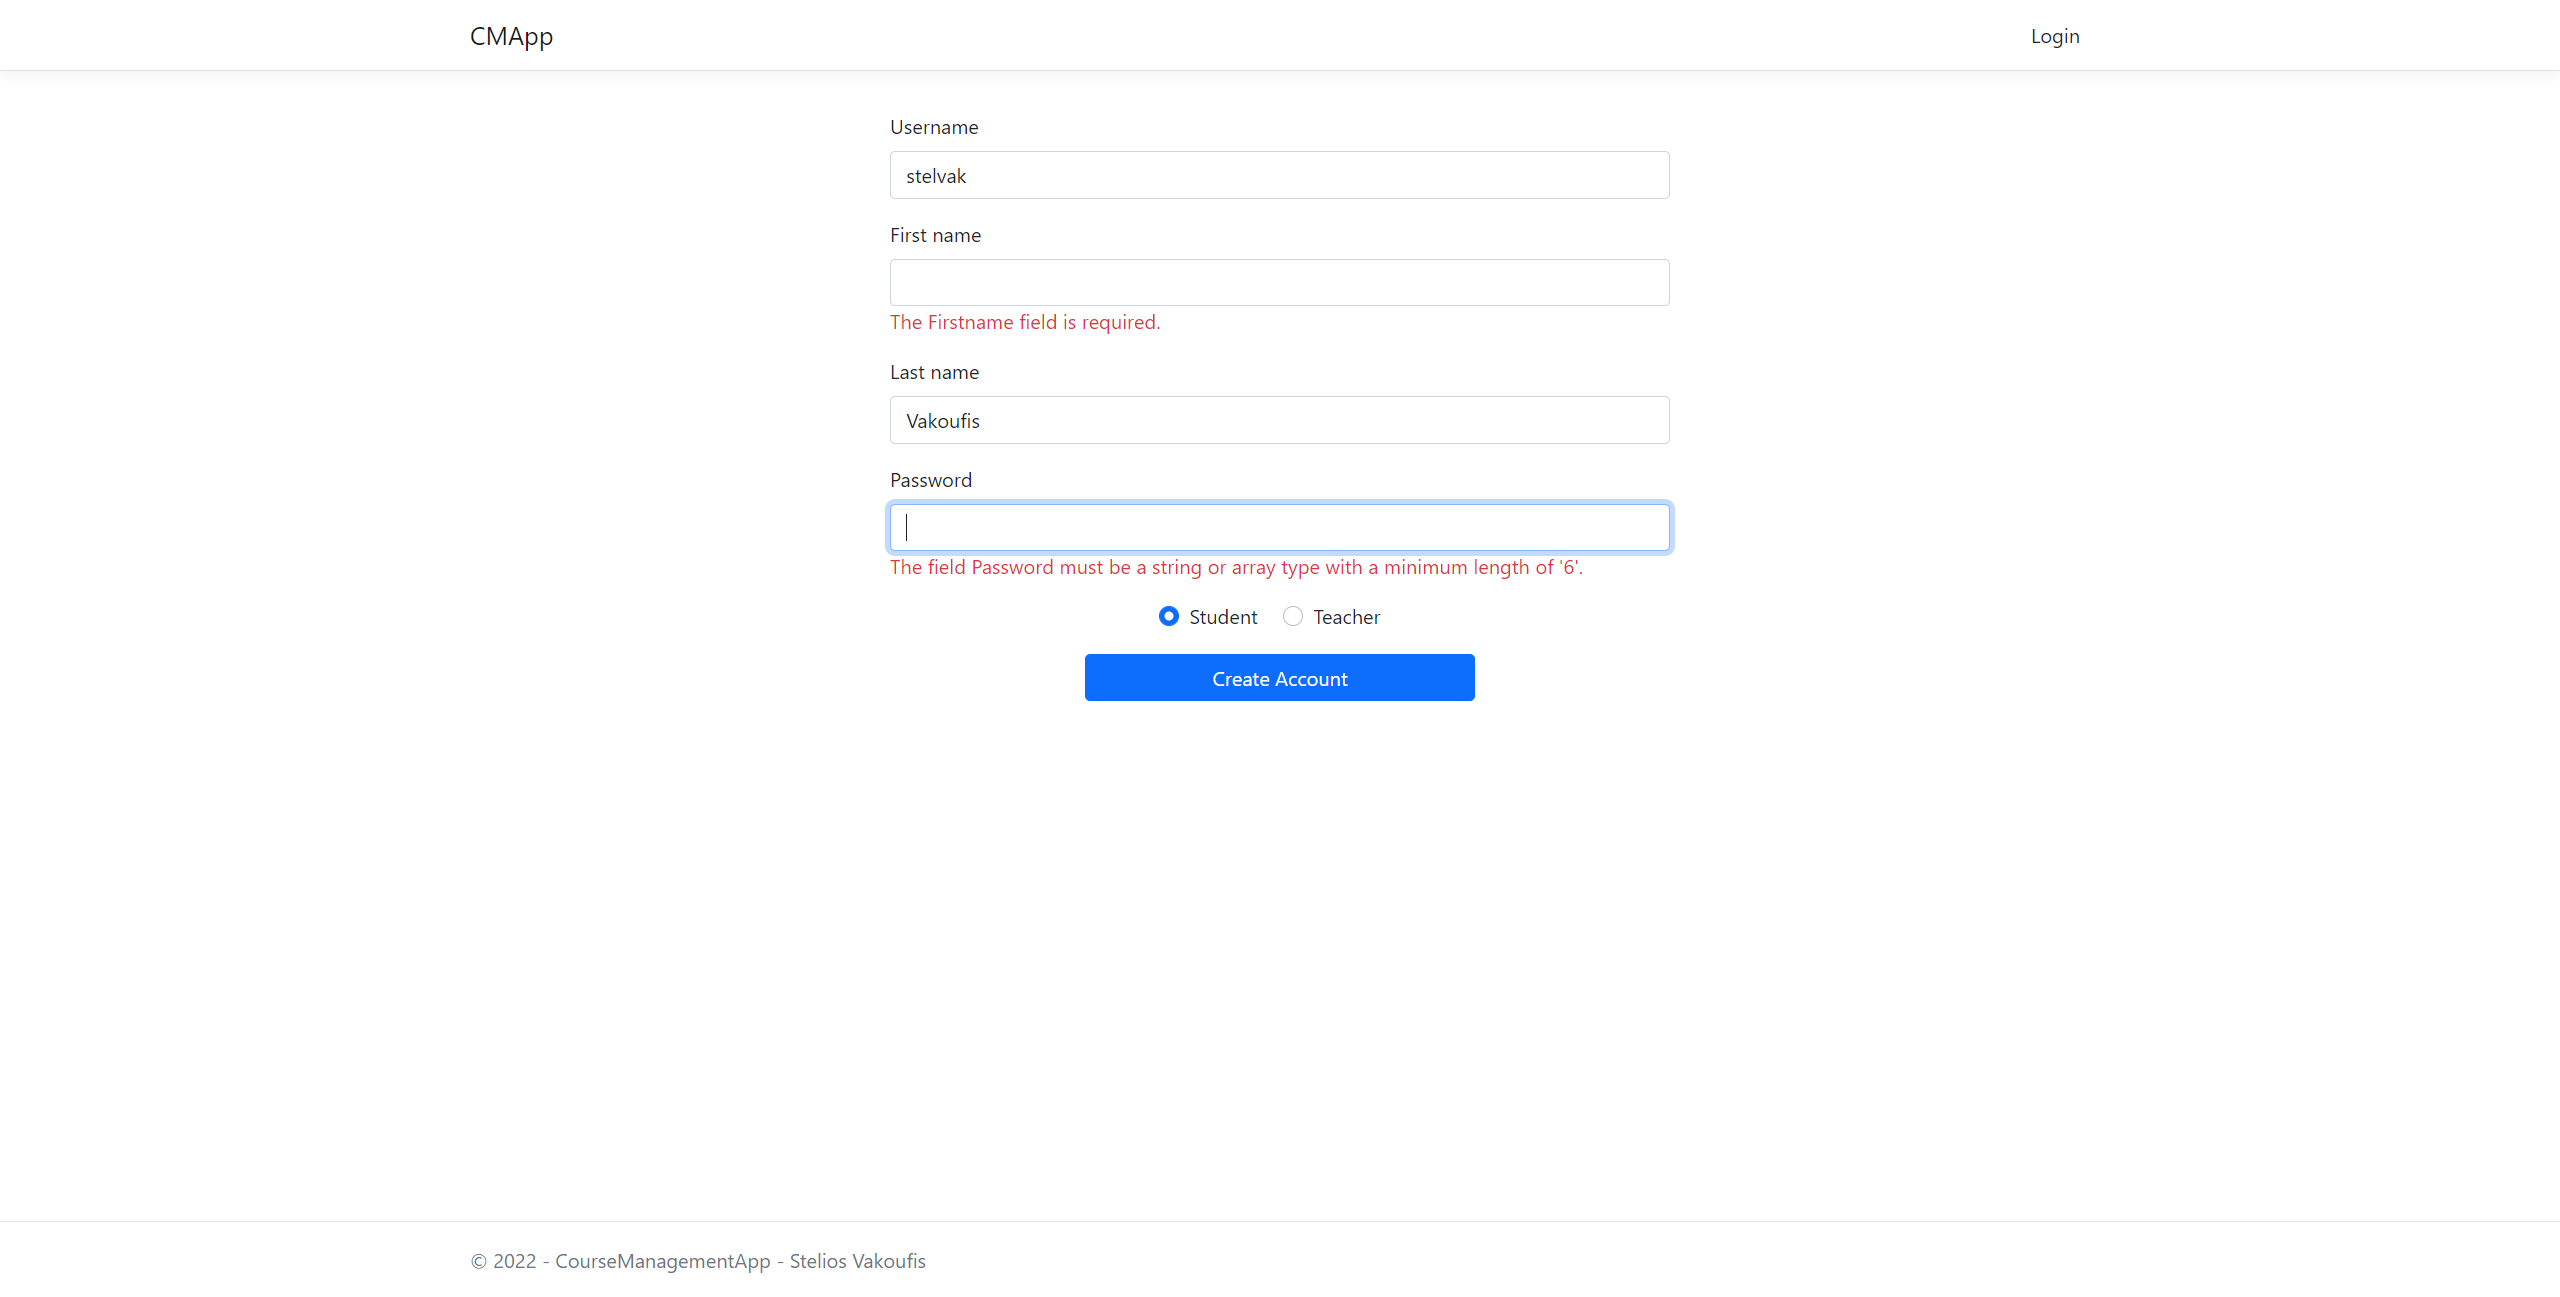 CMApp
Login
Username
stelvak
First name
The Firstname field is required.
Last name
Vakoufis
Password
The field Password must be a string or array type with a minimum length of '6'.
Student Teacher
Create Account
© 2022 - CourseManagementApp - Stelios Vakoufis